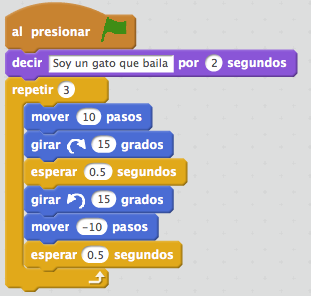 al presionar
decir Soy un gato que baila por 2 segundos
repetir 3
mover 10 pasos
girar 15 grados
esperar 0.5 segundos
girar 15 grados
mover -10 pasos
esperar 0.5 segundos